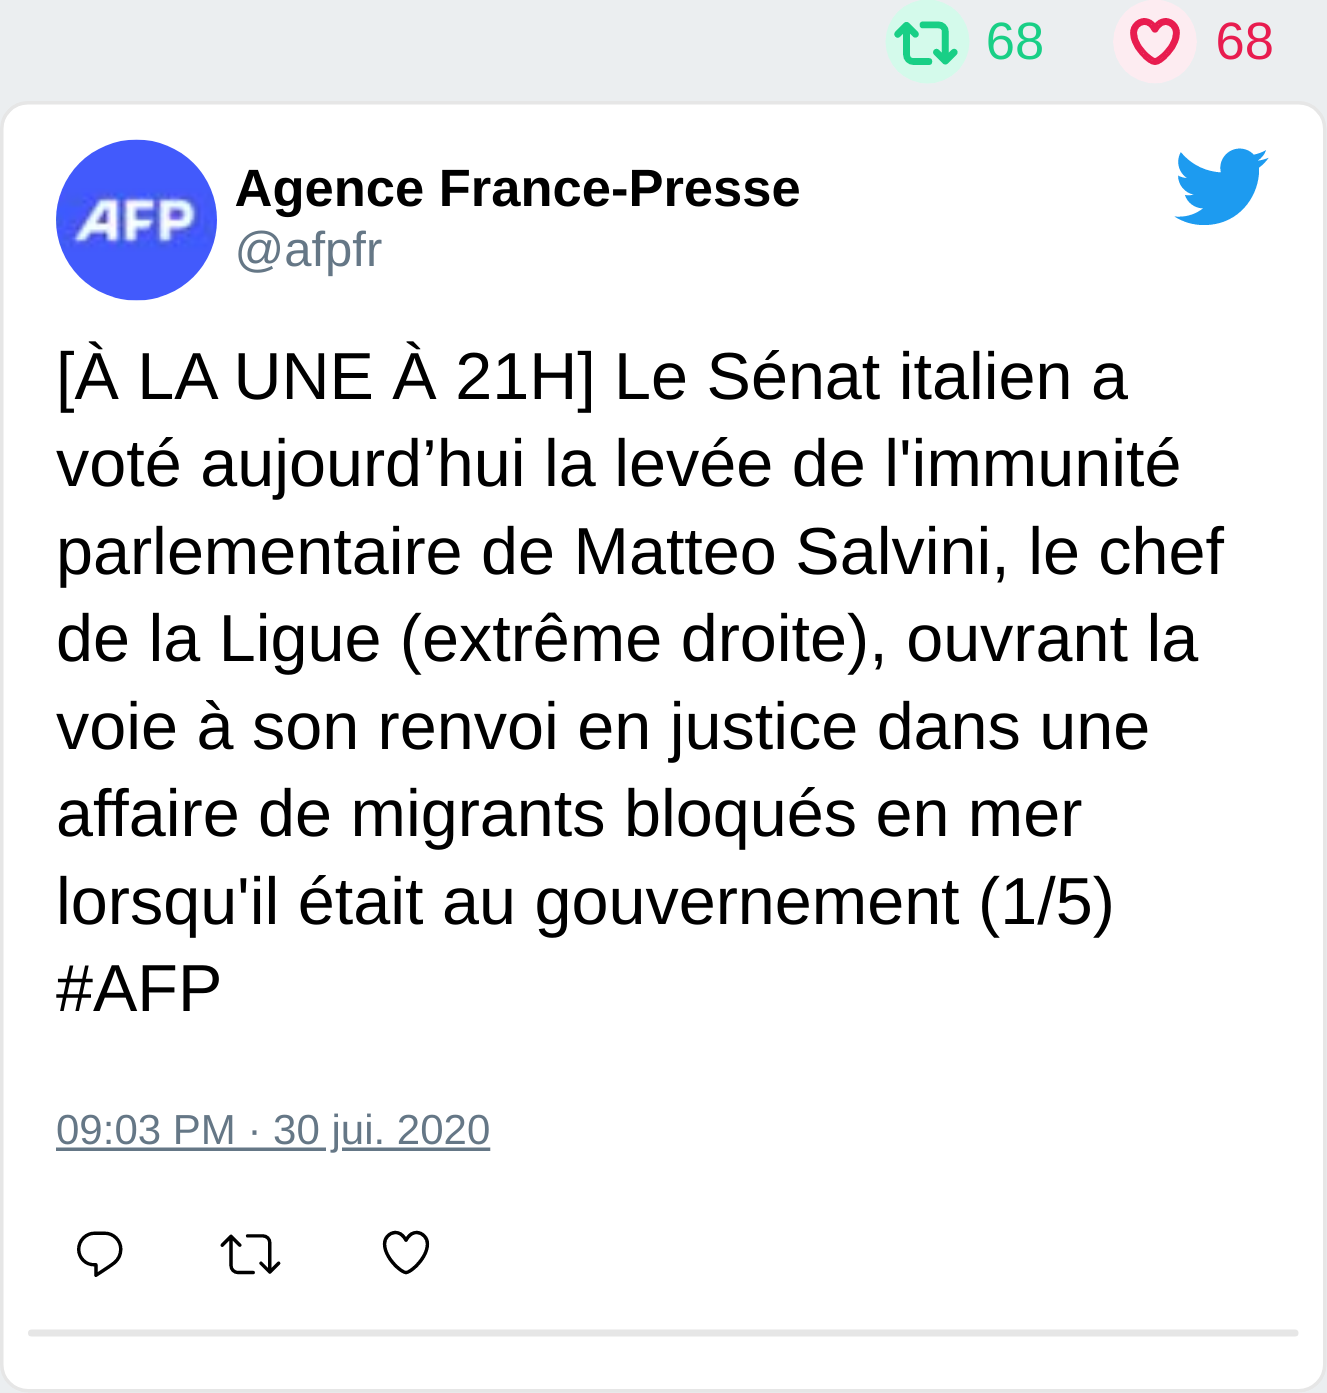 68 68
AFP
Agence France-Presse
@afpfr
[À LA UNE À 21H] Le Sénat italien a
voté aujourd’hui la levée de l'immunité
parlementaire de Matteo Salvini, le chef
de la Ligue (extrême droite), ouvrant la
voie à son renvoi en justice dans une
affaire de migrants bloqués en mer
lorsqu'il était au gouvernement (1/5)
#AFP
09:03 PM · 30 jui. 2020